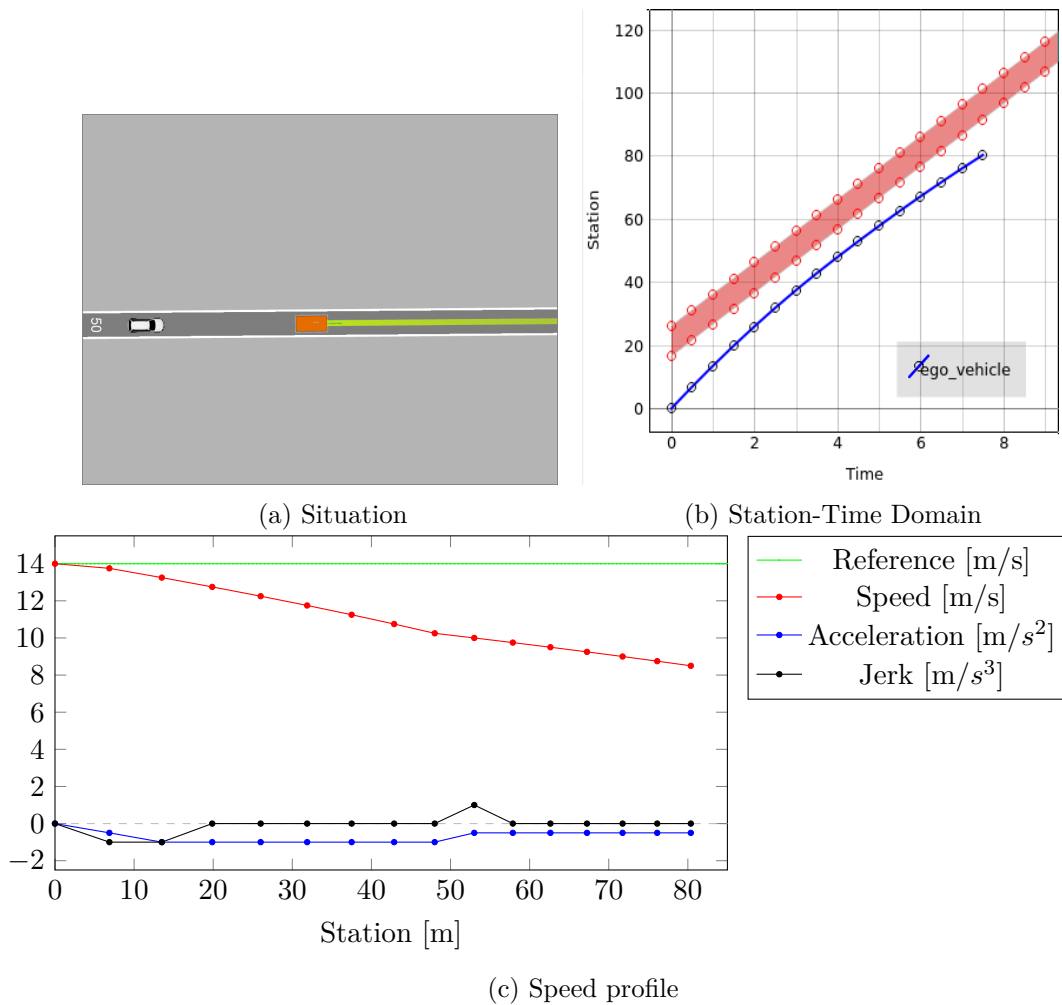 50
120
100
80
60
40
20
0
Station
0
2
4
6
8
Time
ego_vehicle
(a) Situation
(b) Station-Time Domain
14
12
10
8
6
4
2
0
−2
0
10
20
30
40
50
60
70
80
Station [m]
Reference [m/s]
Speed [m/s]
Acceleration [m/s²]
Jerk [m/s³]
(c) Speed profile